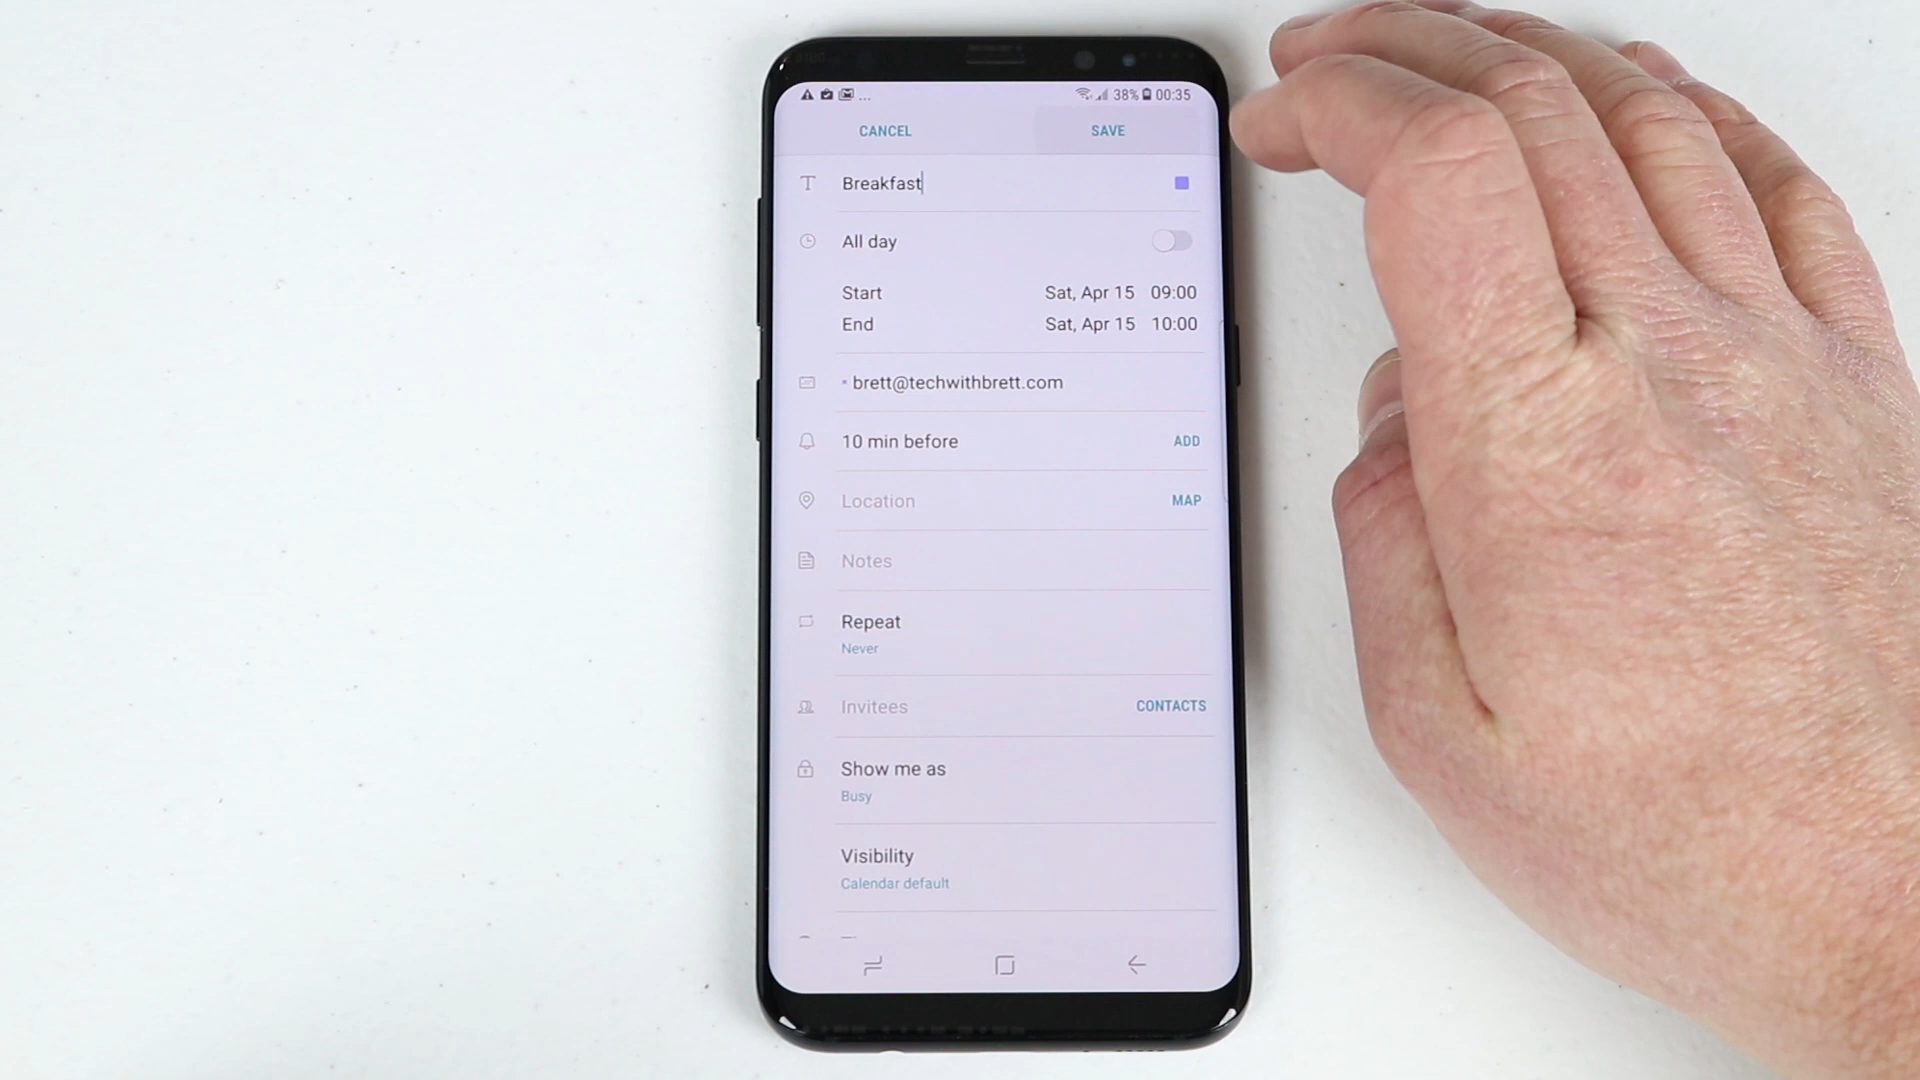 ... 38% 00:35
CANCEL SAVE
Breakfast
All day
Start Sat, Apr 15 09:00
End Sat, Apr 15 10:00
brett@techwithbrett.com
10 min before ADD
Location MAP
Notes
Repeat
Never
Invitees CONTACTS
Show me as
Busy
Visibility
Calendar default